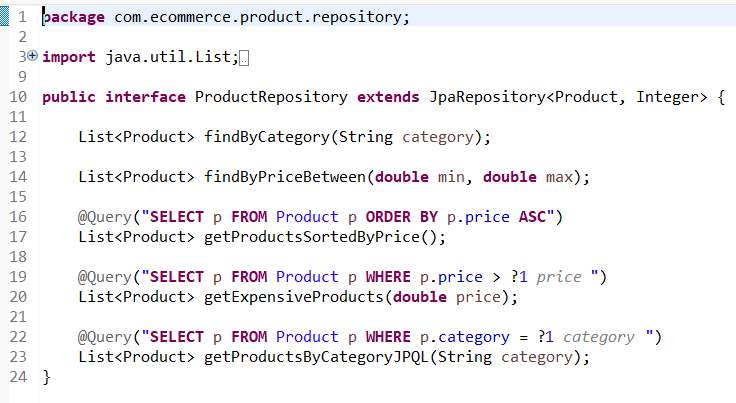 1 package com.ecommerce.product.repository;
2
3 import java.util.List;
9
10 public interface ProductRepository extends JpaRepository<Product, Integer> {
11
12 List<Product> findByCategory(String category);
13
14 List<Product> findByPriceBetween(double min, double max);
15
16 @Query("SELECT p FROM Product p ORDER BY p.price ASC")
17 List<Product> getProductsSortedByPrice();
18
19 @Query("SELECT p FROM Product p WHERE p.price > ?1 price ")
20 List<Product> getExpensiveProducts(double price);
21
22 @Query("SELECT p FROM Product p WHERE p.category = ?1 category ")
23 List<Product> getProductsByCategoryJPQL(String category);
24 }